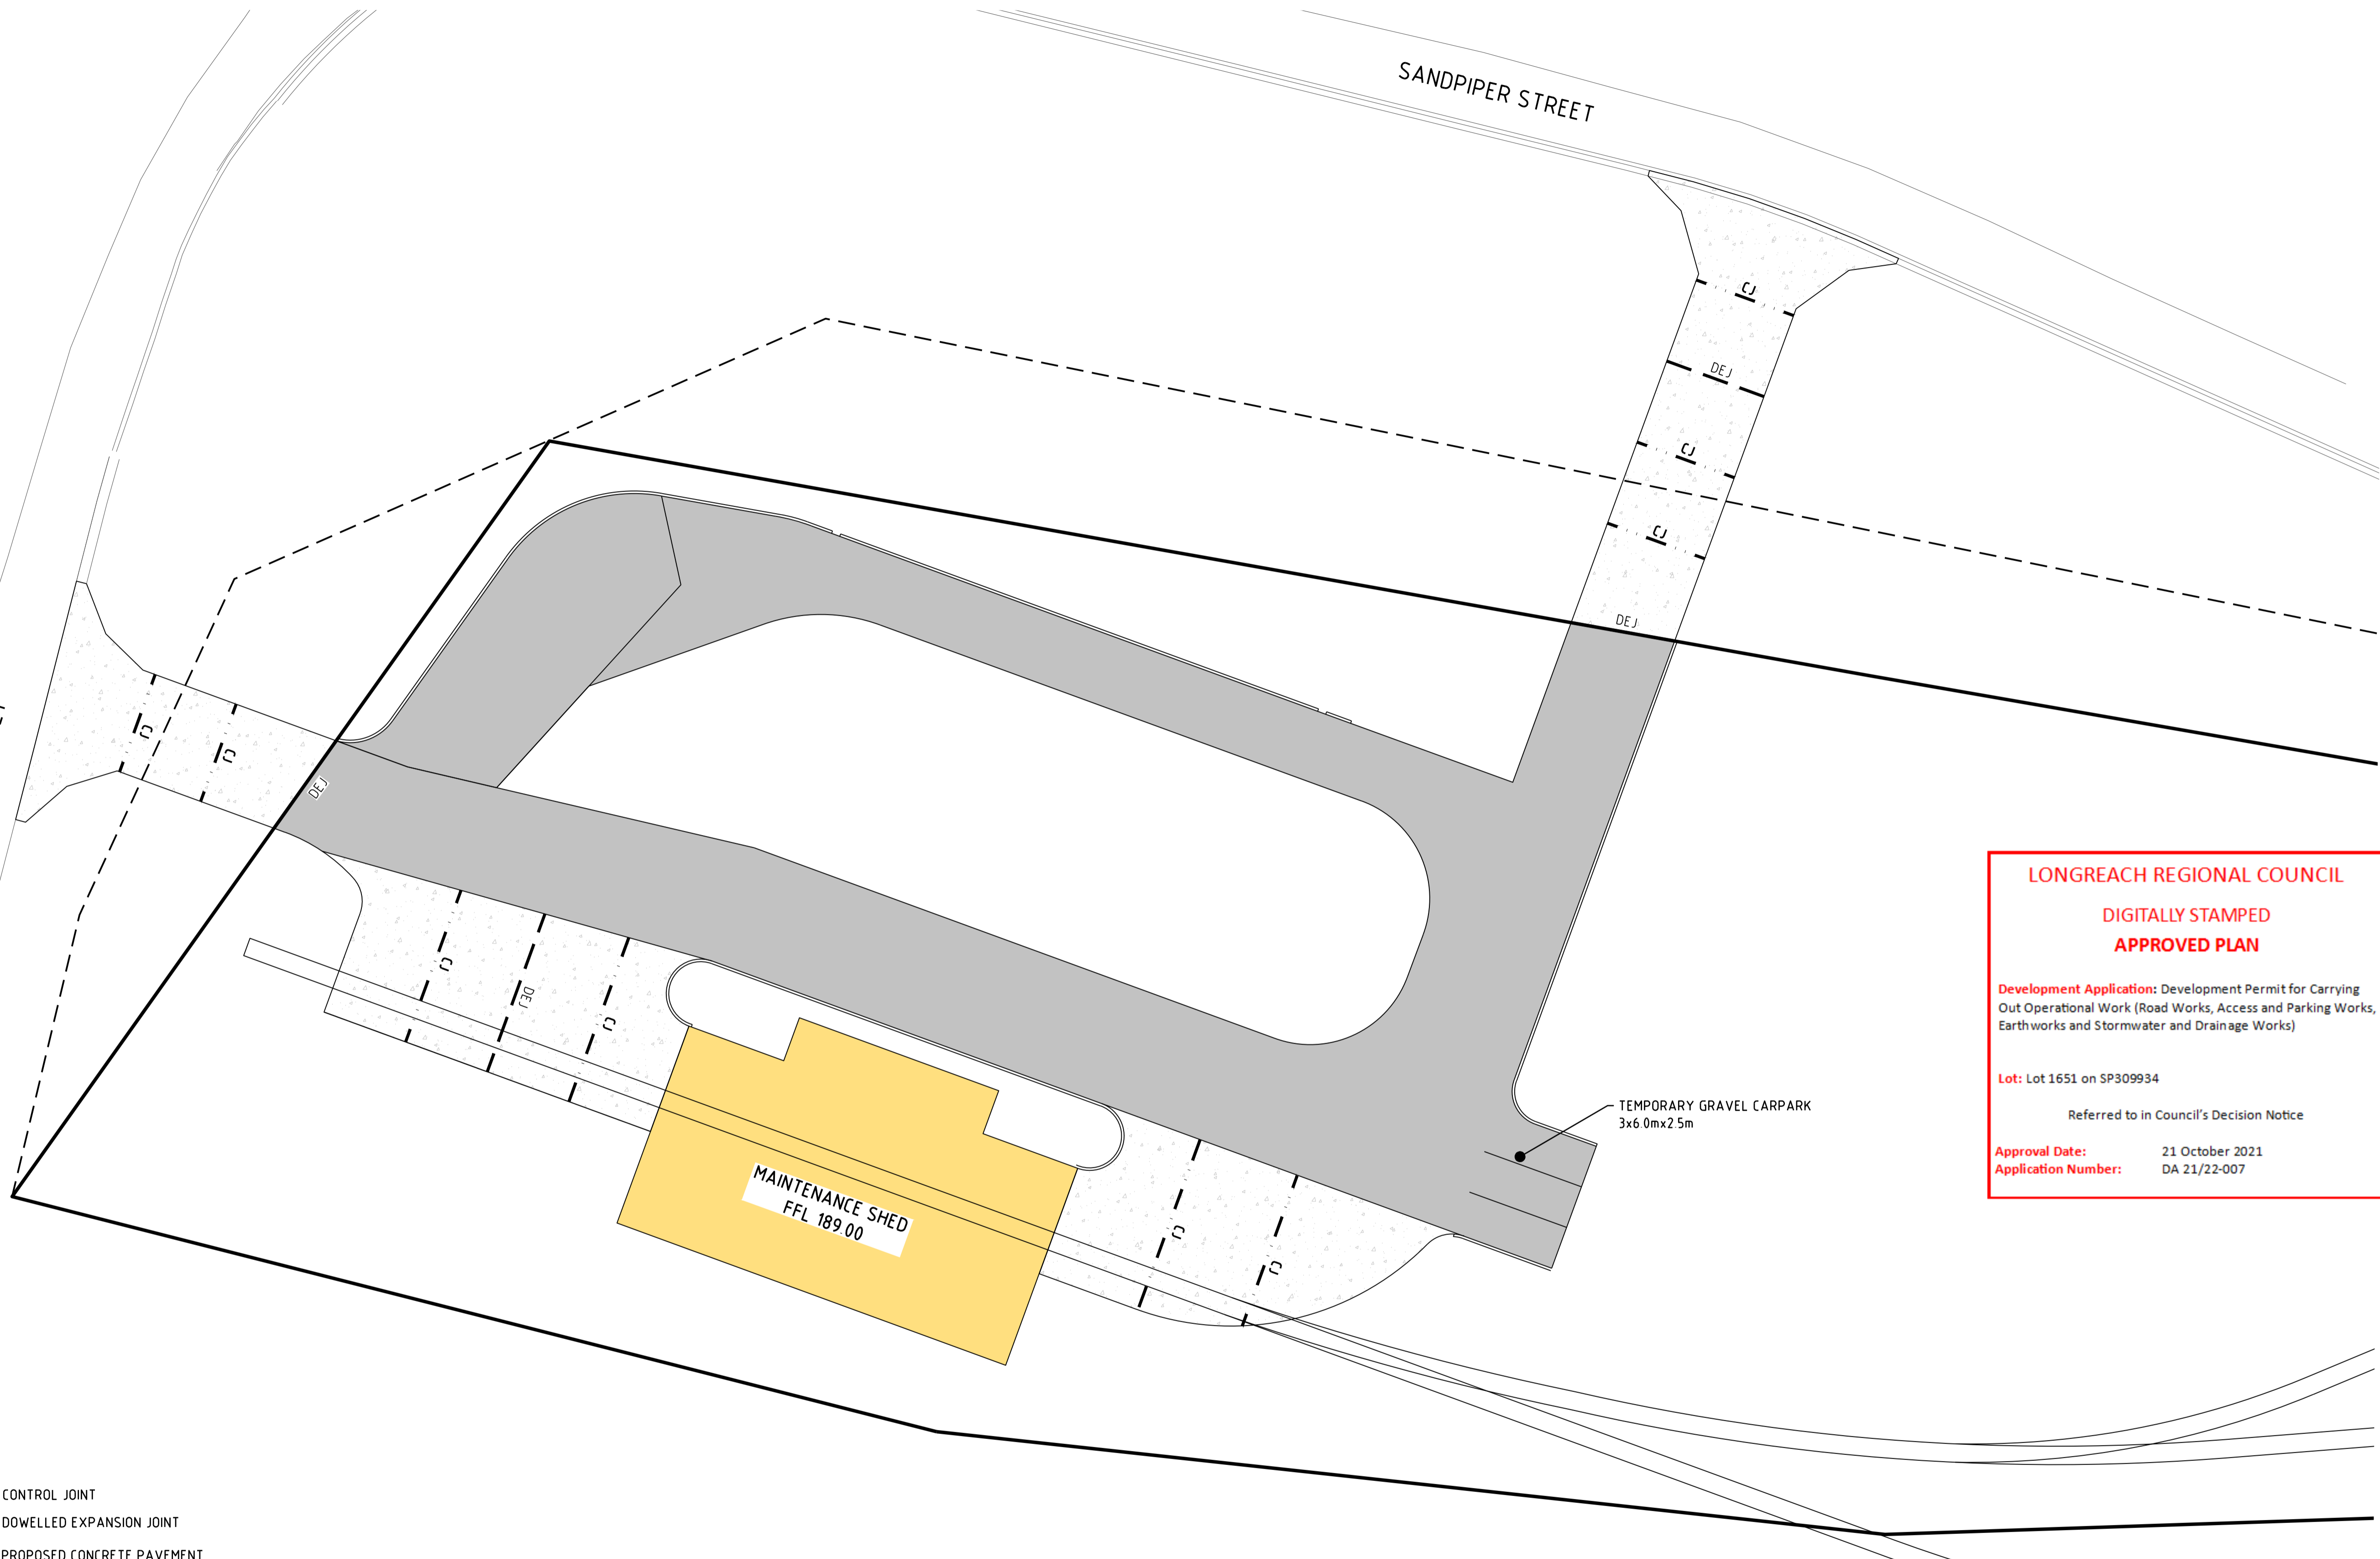 SANDPIPER STREET
CJ
DEJ
CJ
CJ
DEJ
CJ
CJ
DEJ
CJ
DEJ
CJ
MAINTENANCE SHED
FFL 189.00
CJ
CJ
TEMPORARY GRAVEL CARPARK
3x6.0mx2.5m
LONGREACH REGIONAL COUNCIL
DIGITALLY STAMPED
APPROVED PLAN
Development Application: Development Permit for Carrying
Out Operational Work (Road Works, Access and Parking Works,
Earthworks and Stormwater and Drainage Works)
Lot: Lot 1651 on SP309934
Referred to in Council's Decision Notice
Approval Date: 21 October 2021
Application Number: DA 21/22-007
CONTROL JOINT
DOWELLED EXPANSION JOINT
PROPOSED CONCRETE PAVEMENT